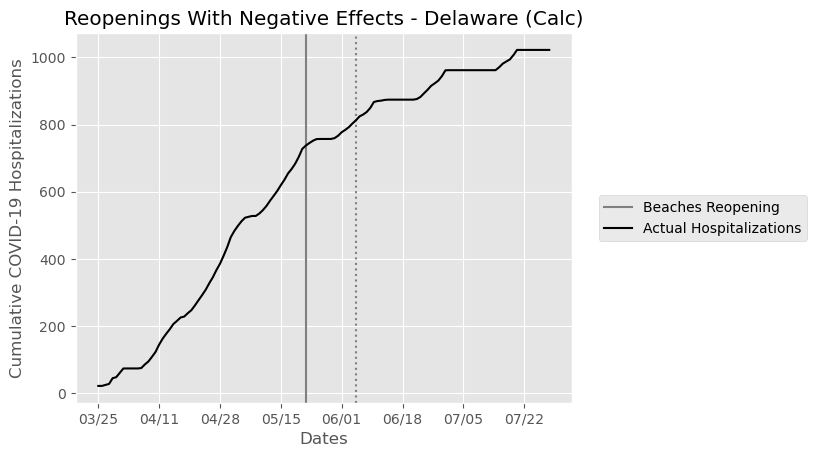 Reopenings With Negative Effects - Delaware (Calc)
Cumulative COVID-19 Hospitalizations
1000
800
600
400
200
0
03/25 04/11 04/28 05/15 06/01 06/18 07/05 07/22
Dates
Beaches Reopening
Actual Hospitalizations